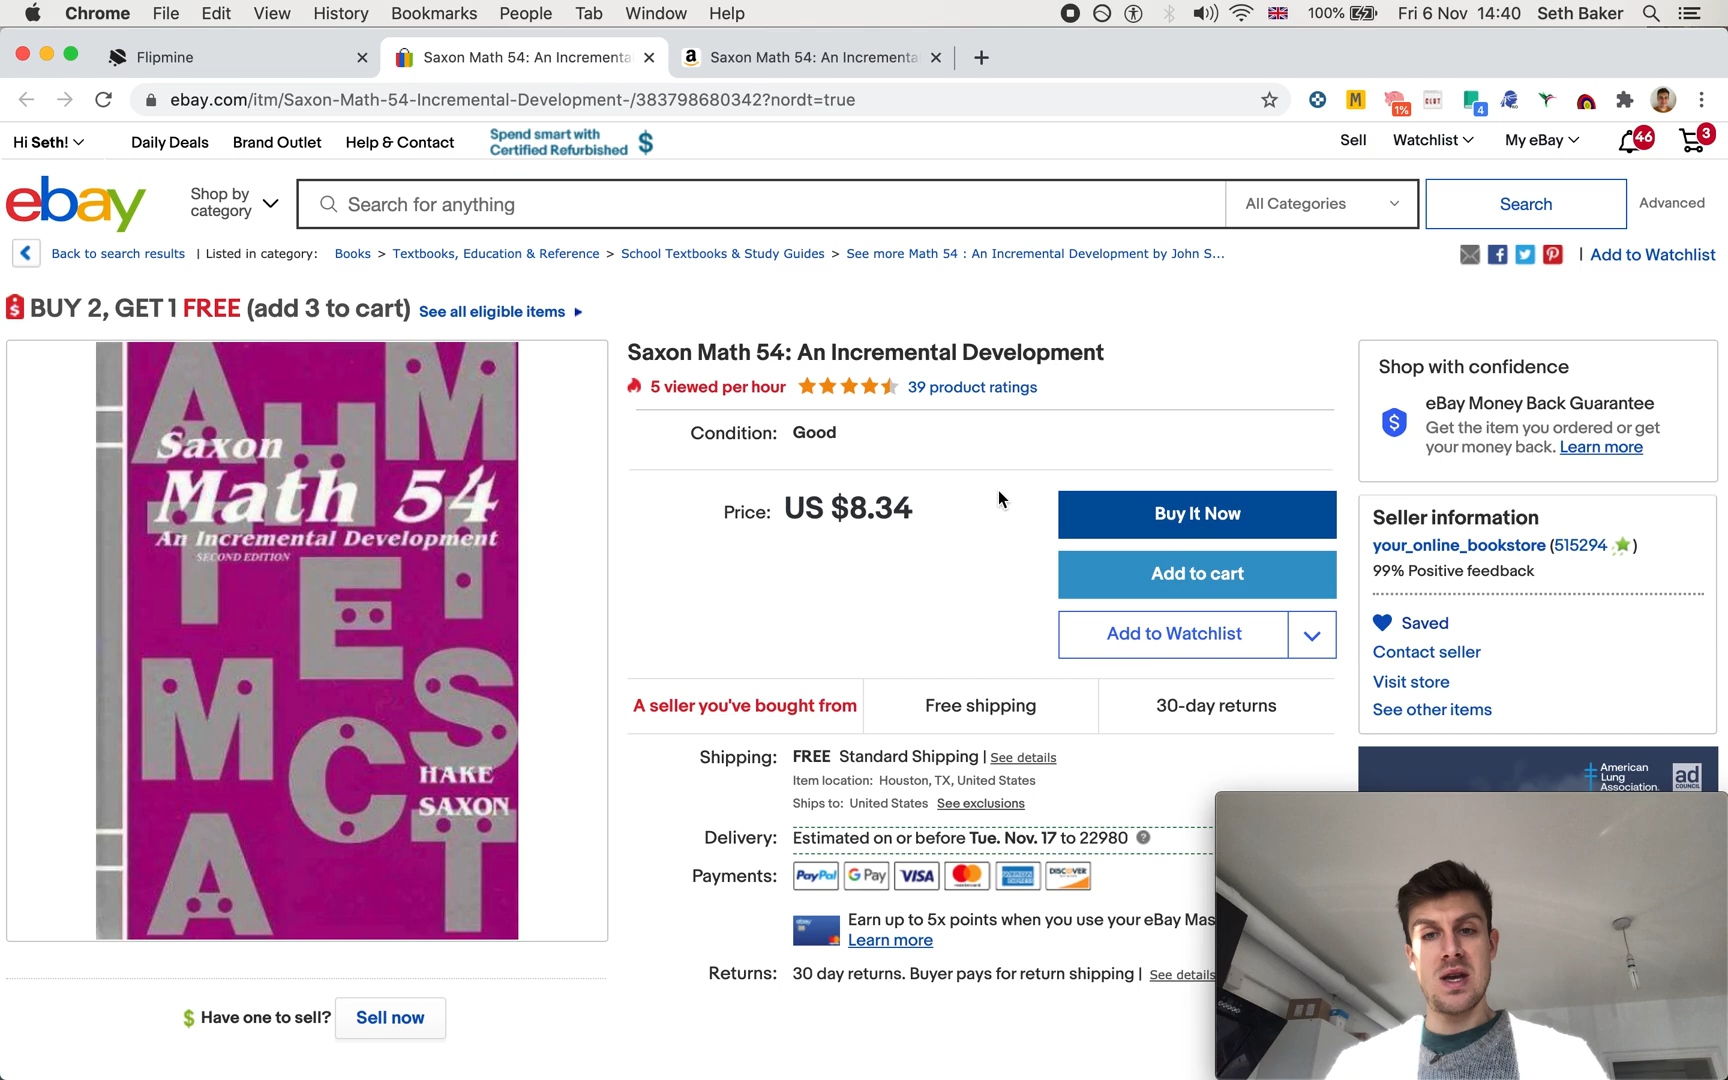 Chrome File Edit View History Bookmarks People Tab Window Help
100% Fri 6 Nov 14:40 Seth Baker
Flipmine
Saxon Math 54: An Incrementa
a Saxon Math 54: An Incrementa
ebay.com/itm/Saxon-Math-54-Incremental-Development-/383798680342?nordt=true
M 1% 4
Hi Seth! Daily Deals Brand Outlet Help & Contact
Spend smart with
Certified Refurbished $
Sell Watchlist My eBay 46 3
ebay
Shop by
category
Search for anything
All Categories
Search
Advanced
Back to search results | Listed in category: Books > Textbooks, Education & Reference > School Textbooks & Study Guides > See more Math 54 : An Incremental Development by John S...
| Add to Watchlist
BUY 2, GET 1 FREE (add 3 to cart) See all eligible items
Saxon
Math 54
An Incremental Development
SECOND EDITION
HAKE
SAXON
Saxon Math 54: An Incremental Development
5 viewed per hour 39 product ratings
Condition: Good
Price: US $8.34
Buy It Now
Add to cart
Add to Watchlist
A seller you've bought from
Free shipping
30-day returns
Shipping: FREE Standard Shipping | See details
Item location: Houston, TX, United States
Ships to: United States See exclusions
Delivery: Estimated on or before Tue. Nov. 17 to 22980
Payments: PayPal G Pay VISA DISCOVER
Earn up to 5x points when you use your eBay Mas
Learn more
Returns: 30 day returns. Buyer pays for return shipping | See details
Have one to sell? Sell now
Shop with confidence
eBay Money Back Guarantee
Get the item you ordered or get
your money back. Learn more
Seller information
your_online_bookstore (515294 )
99% Positive feedback
Saved
Contact seller
Visit store
See other items
American
Lung
Association.
ad
COUNCIL